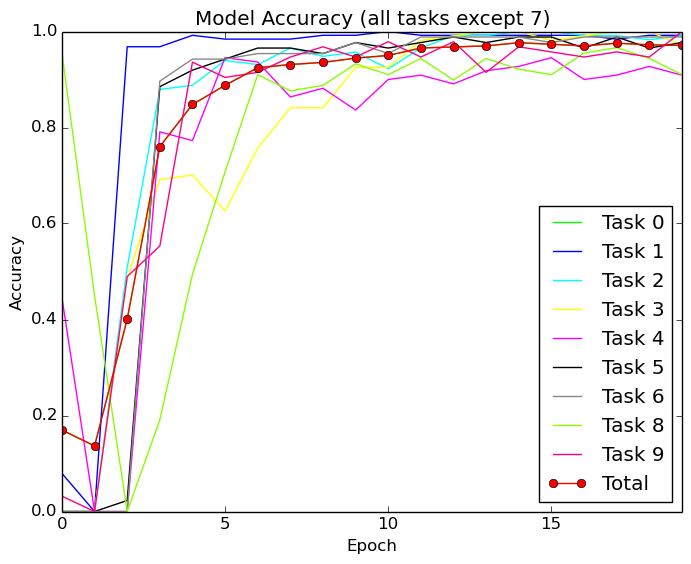 Model Accuracy (all tasks except 7)
1.0
0.8
0.6
0.4
0.2
0.0
Accuracy
0
5
10
15
Epoch
Task 0
Task 1
Task 2
Task 3
Task 4
Task 5
Task 6
Task 8
Task 9
Total